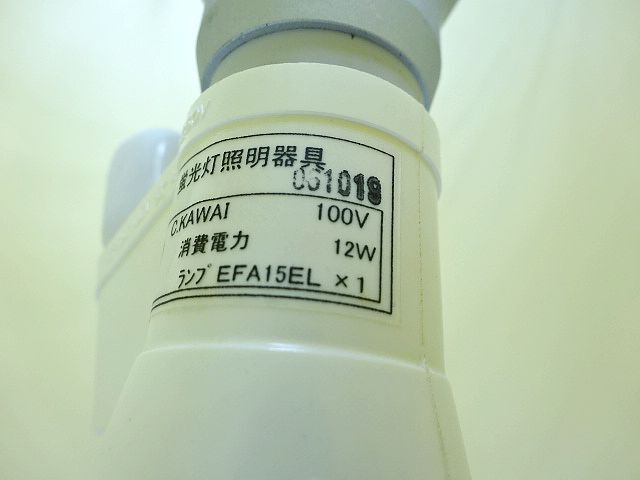 蛍光灯照明器具
061019
C.KAWAI 100V
消費電力 12W
ランプ EFA15EL ×1